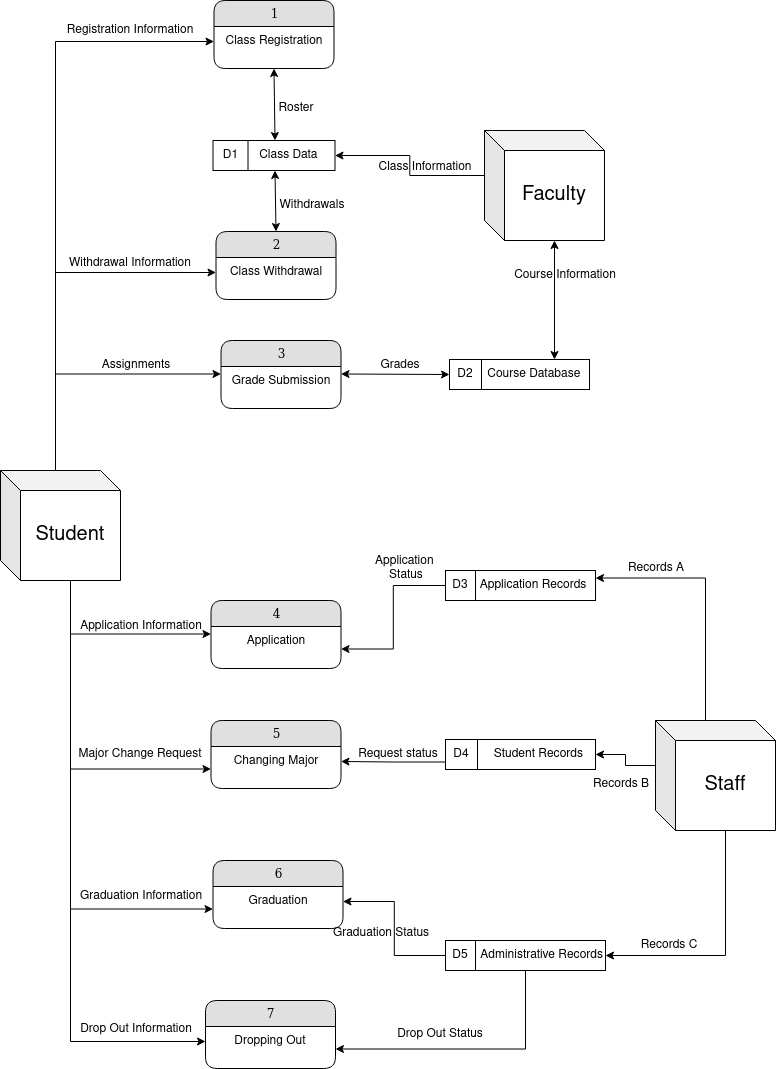 1
Registration Information
Class Registration
Roster
D1
Class Data
Class Information
Faculty
Withdrawals
2
Withdrawal Information
Class Withdrawal
Course Information
3
Assignments
Grade Submission
Grades
D2
Course Database
Student
Application
Status
Records A
D3
Application Records
4
Application Information
Application
5
Major Change Request
Changing Major
Request status
D4
Student Records
Records B
Staff
6
Graduation Information
Graduation
Graduation Status
D5
Administrative Records
Records C
7
Drop Out Information
Dropping Out
Drop Out Status